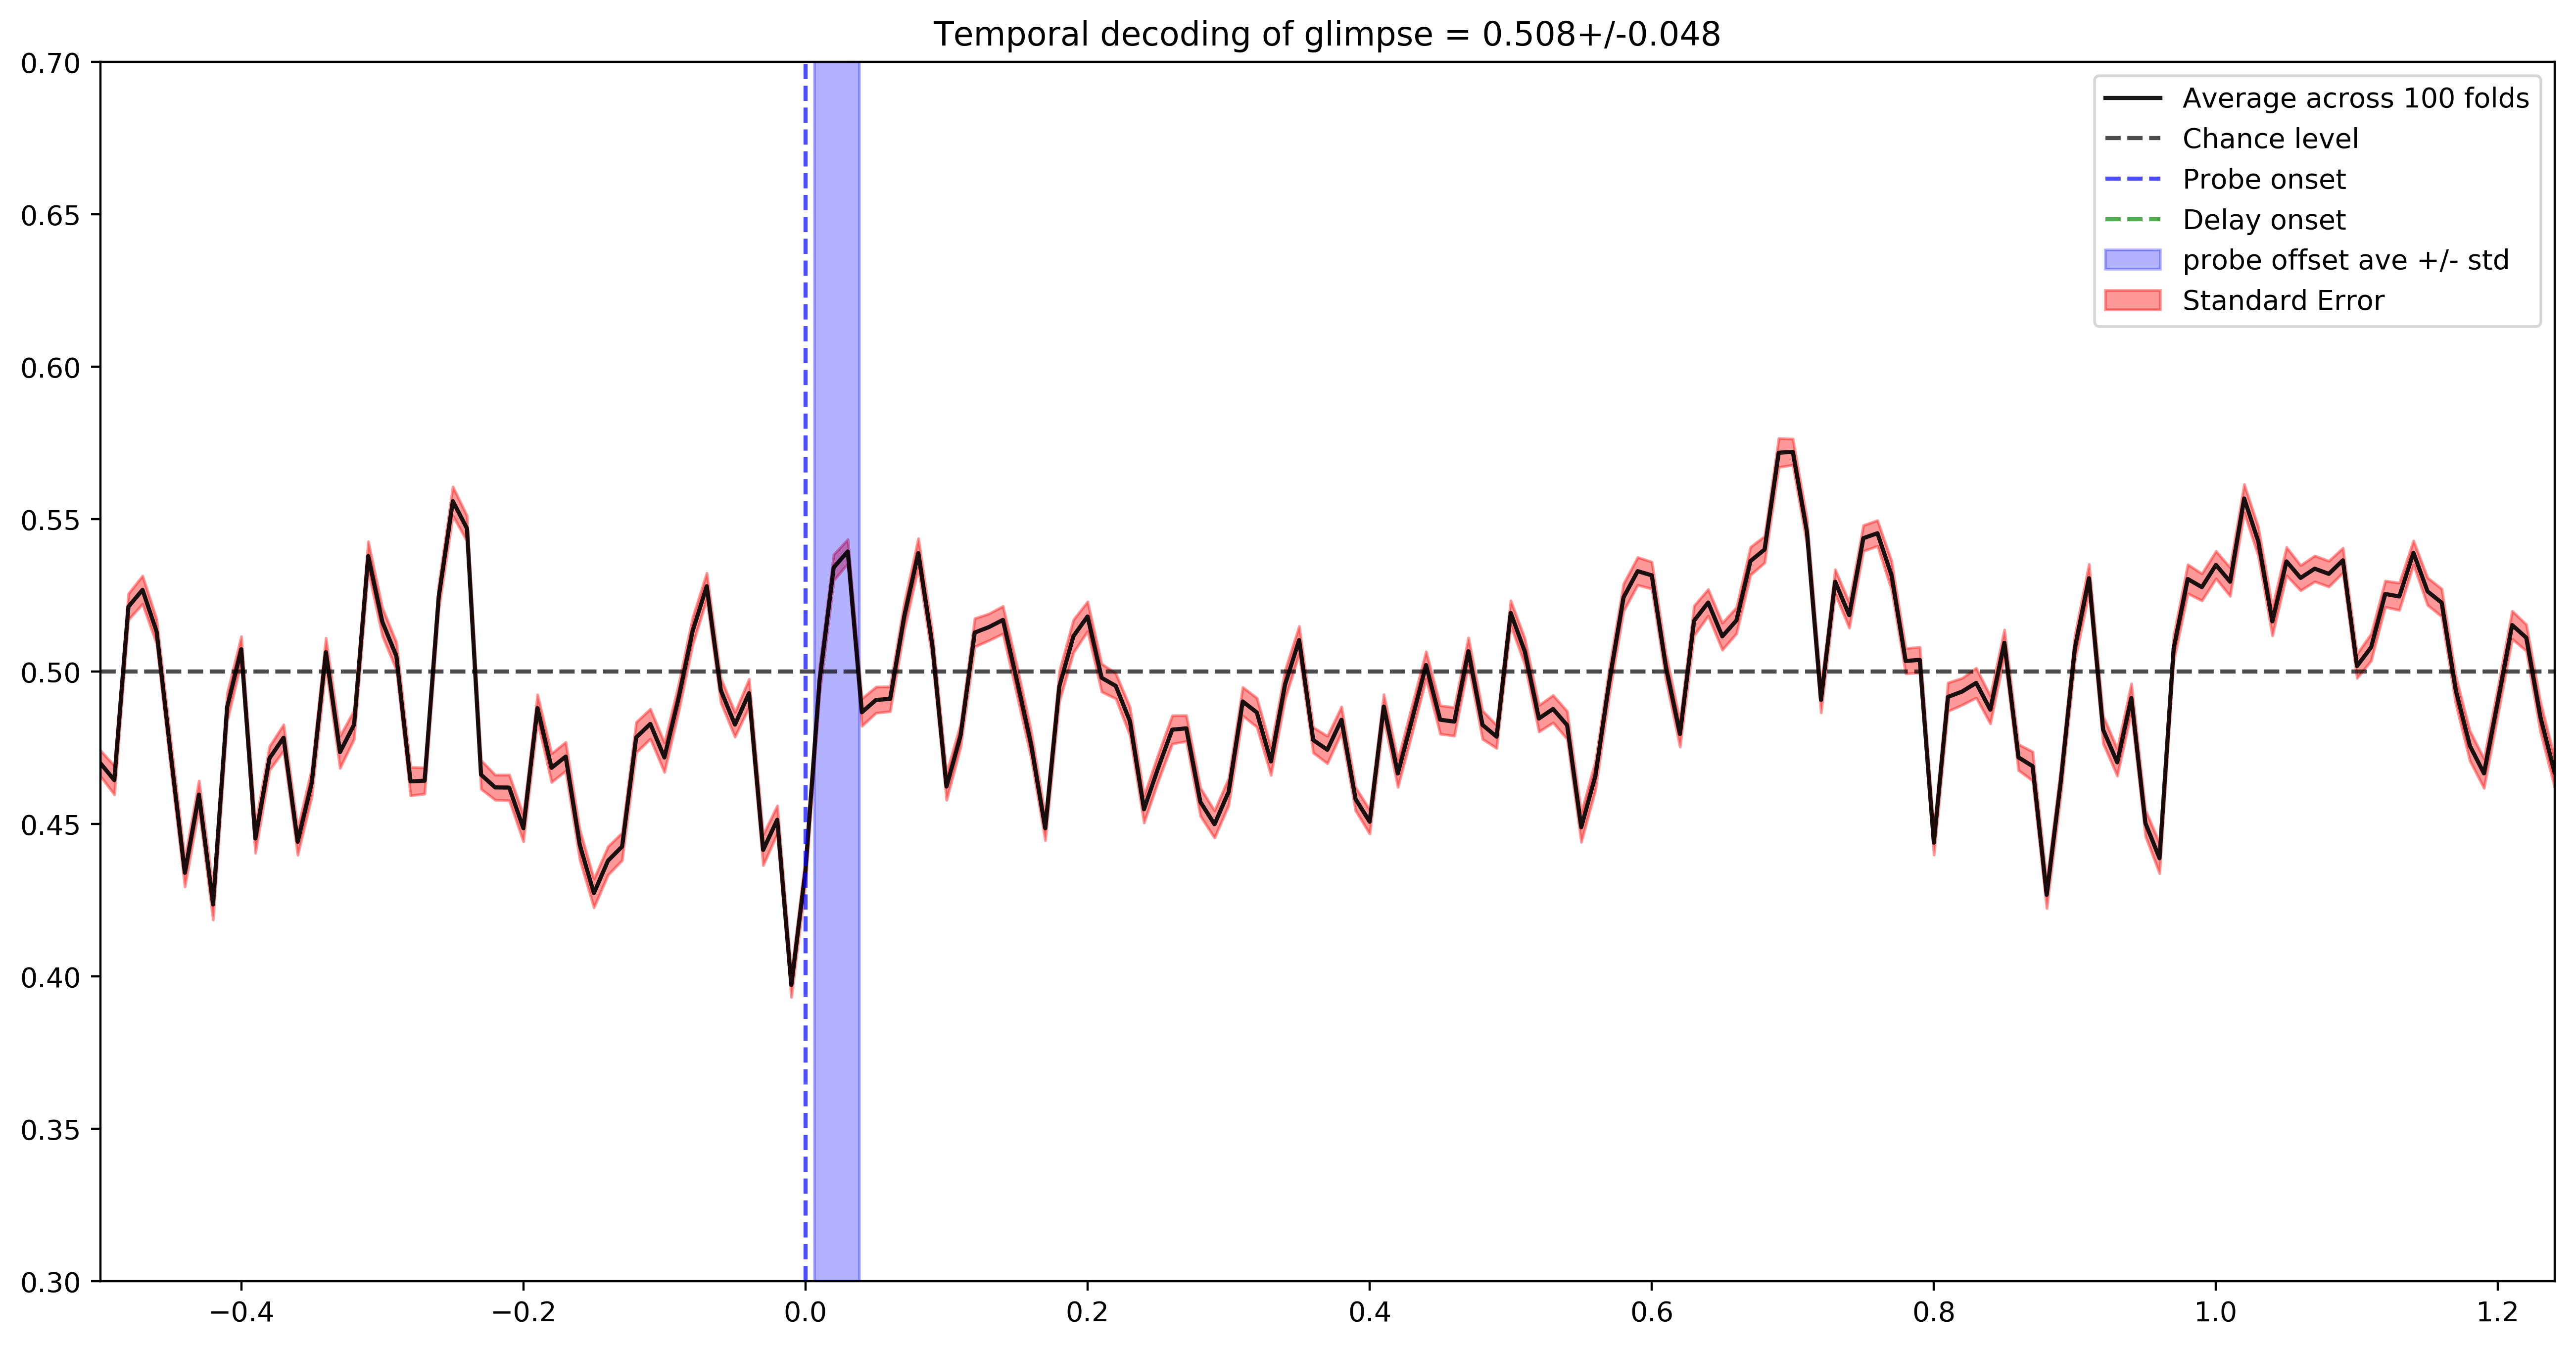 Temporal decoding of glimpse = 0.508+/-0.048
0.70
0.65
0.60
0.55
0.50
0.45
0.40
0.35
0.30
Average across 100 folds
Chance level
Probe onset
Delay onset
probe offset ave +/- std
Standard Error
−0.4 −0.2 0.0 0.2 0.4 0.6 0.8 1.0 1.2